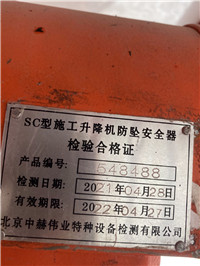 SC型施工升降机防坠安全器
检验合格证
产品编号: 548488
检测日期: 2021年04月28日
有效期限: 2022年04月27日
北京中赫伟业特种设备检测有限公司